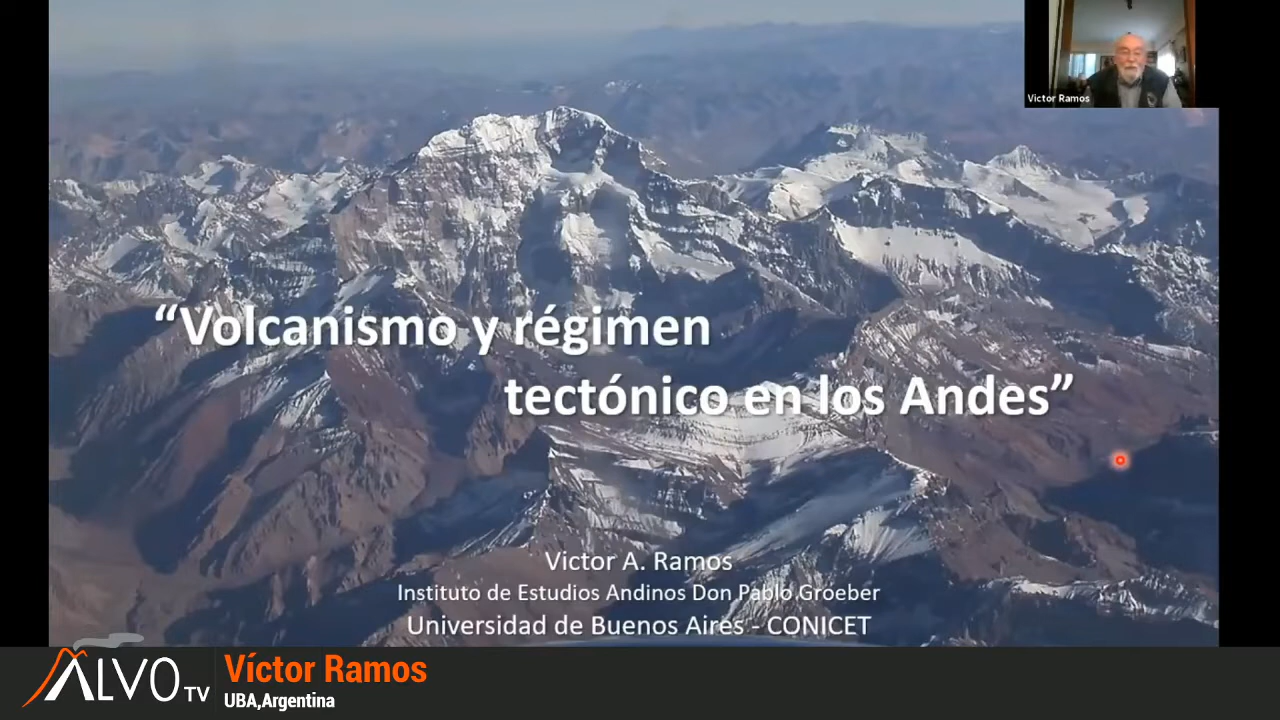 Victor Ramos
“Volcanismo y régimen
tectónico en los Andes”
Victor A. Ramos
Instituto de Estudios Andinos Don Pablo Groeber
Universidad de Buenos Aires - CONICET
ALVO TV
Víctor Ramos
UBA,Argentina